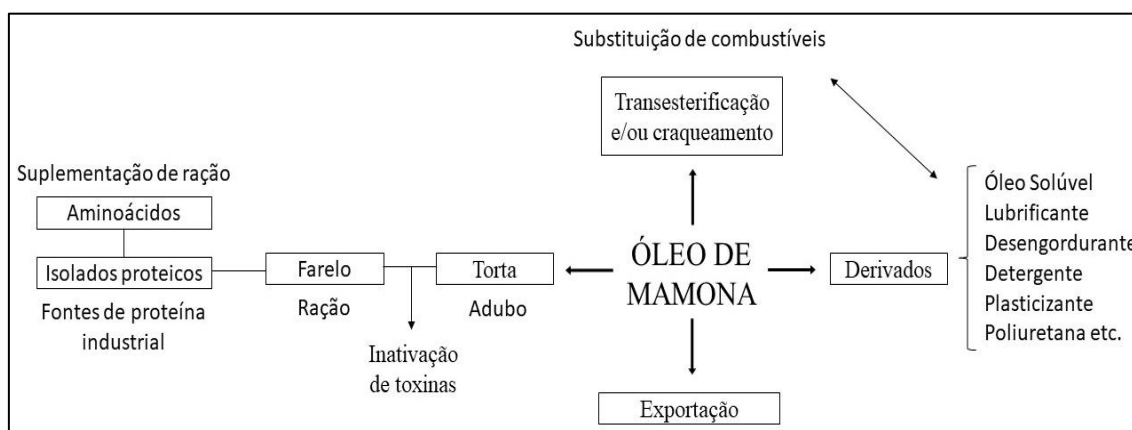 Substituição de combustíveis
Transesterificação
e/ou craqueamento
Suplementação de ração
Aminoácidos
Isolados proteicos
Fontes de proteína
industrial
Farelo
Ração
Inativação
de toxinas
Torta
Adubo
ÓLEO DE
MAMONA
Exportação
Derivados
Óleo Solúvel
Lubrificante
Desengordurante
Detergente
Plasticizante
Poliuretana etc.